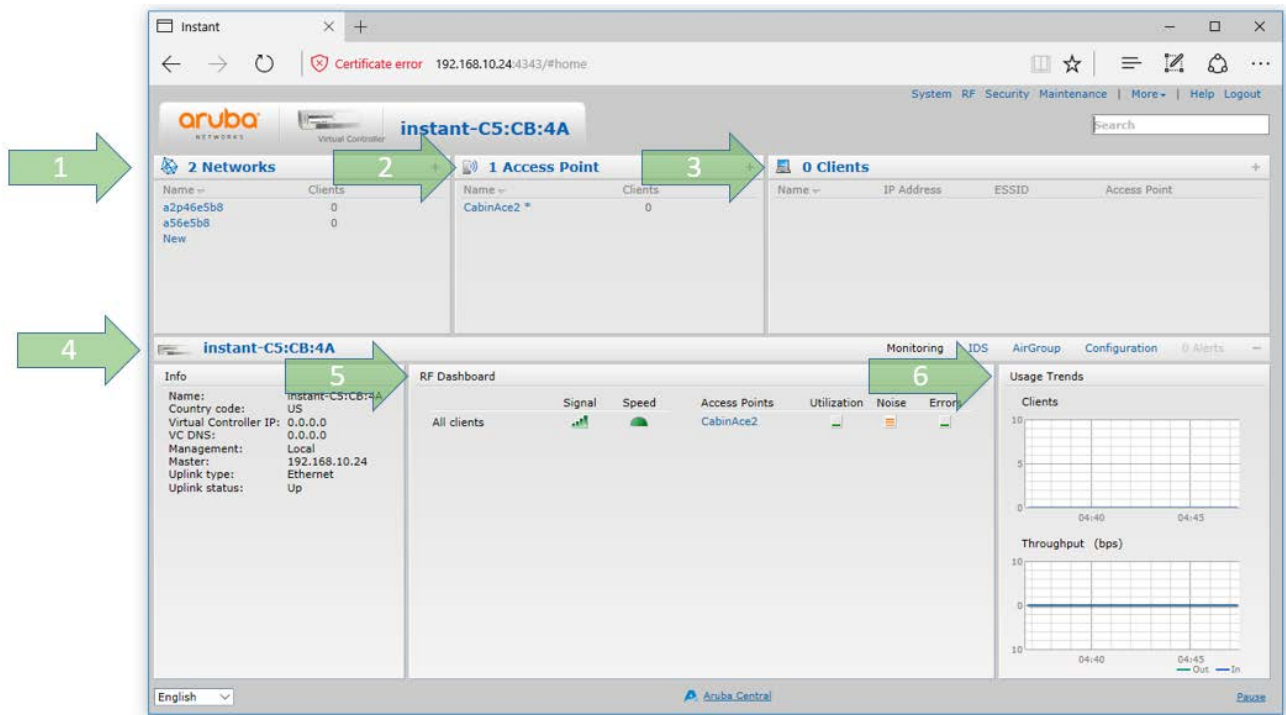 Instant
Certificate error 192.168.10.24:4343/#home
System RF Security Maintenance | More | Help Logout
aruba
NETWORKS
Virtual Controller
instant-C5:CB:4A
Search
1
2 Networks
2
1 Access Point
3
0 Clients
Name Clients
a2p46e5b8 0
a56e5b8 0
New
Name Clients
CabinAce2 * 0
Name IP Address ESSID Access Point
4
instant-C5:CB:4A
Monitoring IDS AirGroup Configuration 0 Alerts
Info
5
RF Dashboard
6
Usage Trends
Name: instant-C5:CB:4A
Country code: US
Virtual Controller IP: 0.0.0.0
VC DNS: 0.0.0.0
Management: Local
Master: 192.168.10.24
Uplink type: Ethernet
Uplink status: Up
Signal Speed Access Points Utilization Noise Errors
All clients CabinAce2
Clients
10
5
0
04:40 04:45
Throughput (bps)
10
0
10
04:40 04:45
Out In
English
Aruba Central
Pause